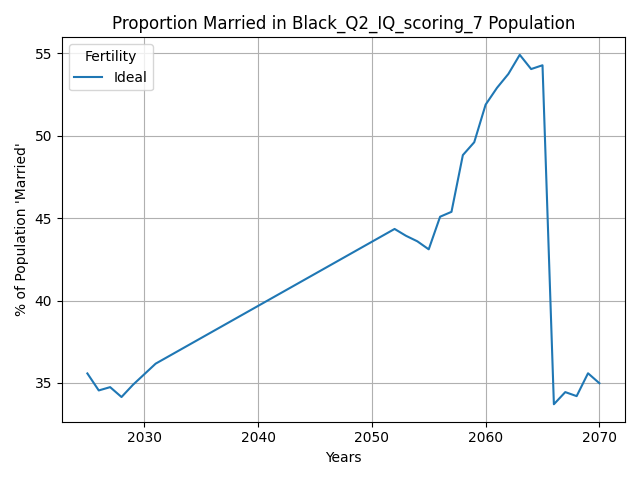 Proportion Married in Black_Q2_IQ_scoring_7 Population
Fertility
Ideal
% of Population 'Married'
55
50
45
40
35
2030
2040
2050
2060
2070
Years